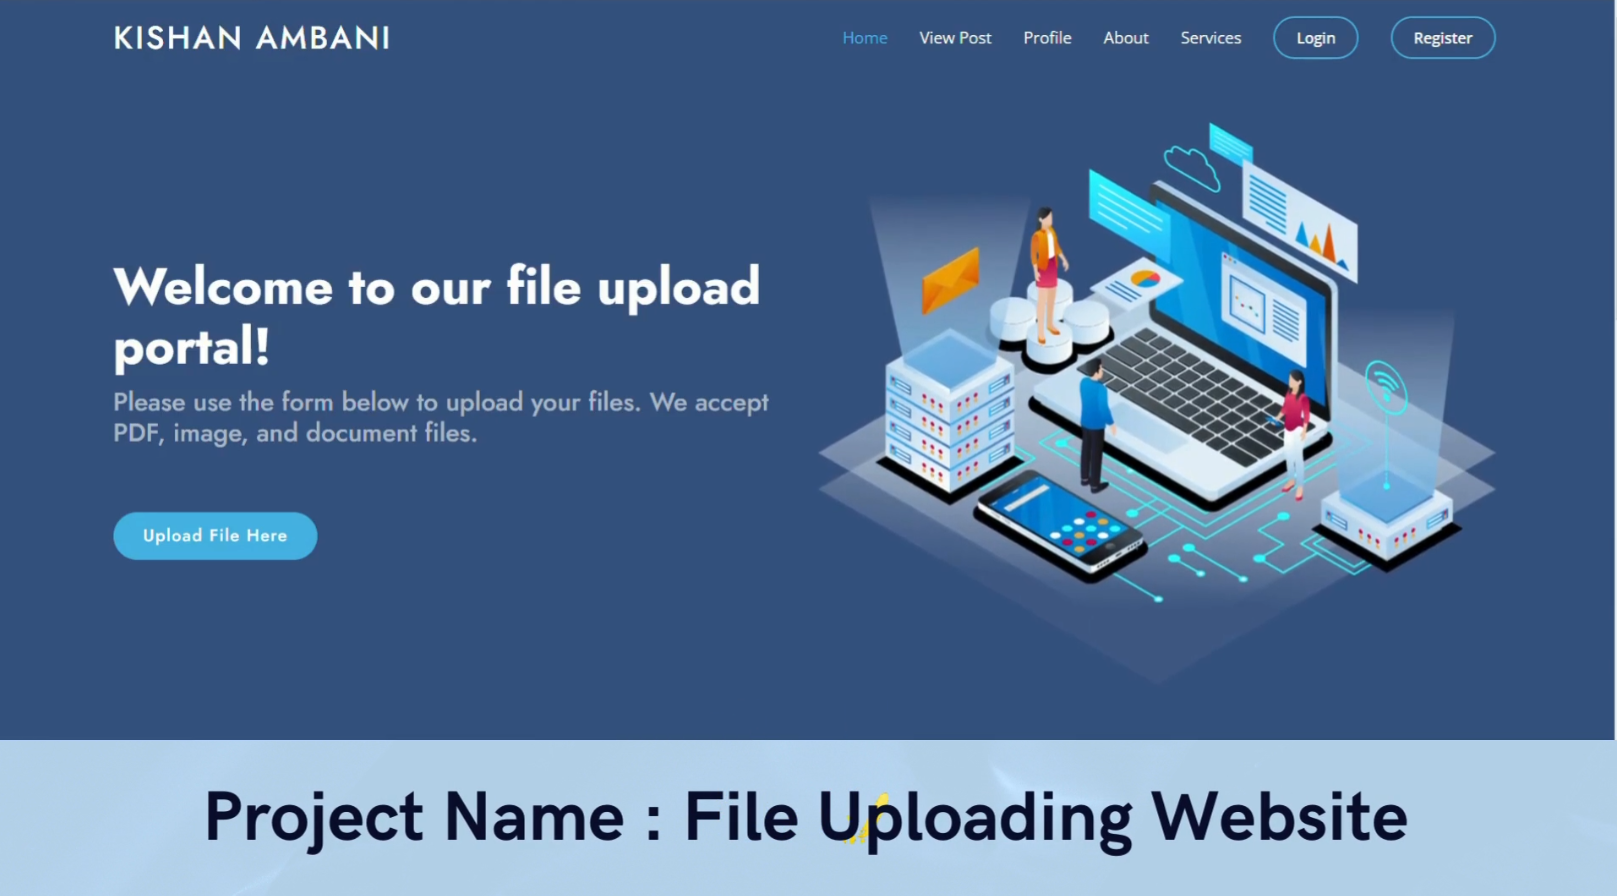 KISHAN AMBANI
Home View Post Profile About Services Login Register
Welcome to our file upload
portal!
Please use the form below to upload your files. We accept
PDF, image, and document files.
Upload File Here
Project Name : File Uploading Website